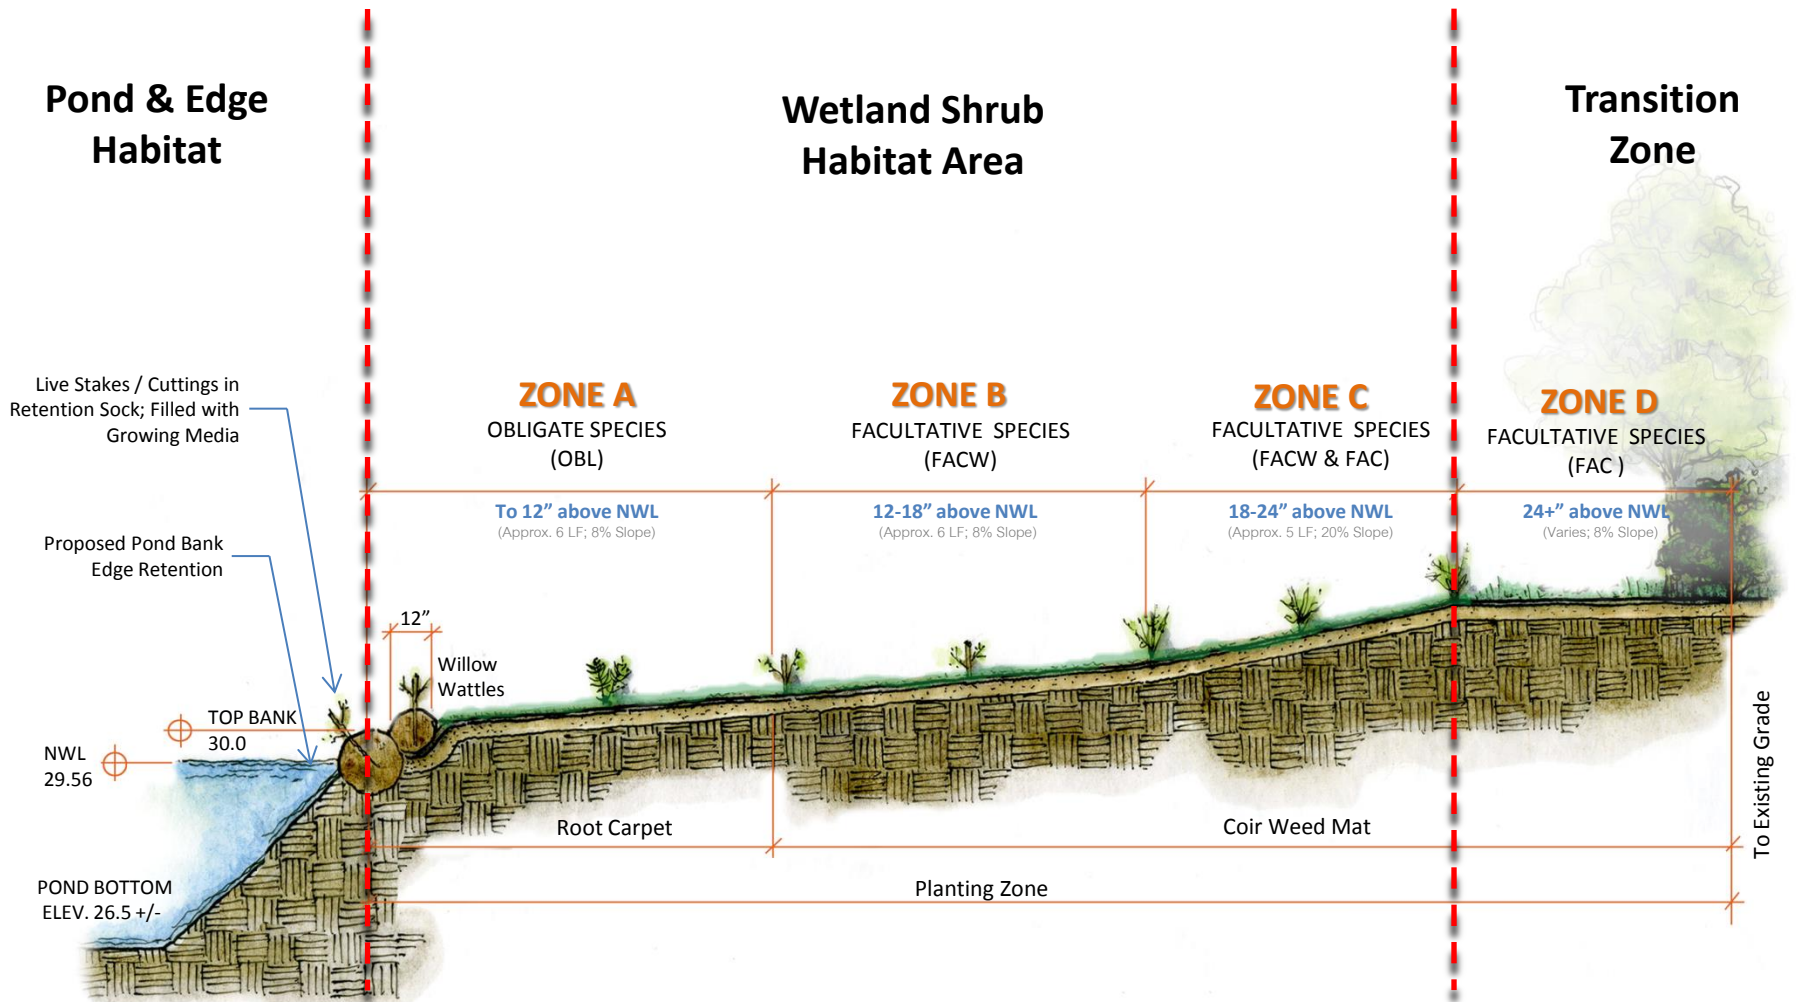 Pond & Edge
Habitat
Wetland Shrub
Habitat Area
Transition
Zone
Live Stakes / Cuttings in
Retention Sock; Filled with
Growing Media
Proposed Pond Bank
Edge Retention
ZONE A
OBLIGATE SPECIES
(OBL)
To 12” above NWL
(Approx. 6 LF; 8% Slope)
ZONE B
FACULTATIVE SPECIES
(FACW)
12-18” above NWL
(Approx. 6 LF; 8% Slope)
ZONE C
FACULTATIVE SPECIES
(FACW & FAC)
18-24” above NWL
(Approx. 5 LF; 20% Slope)
ZONE D
FACULTATIVE SPECIES
(FAC )
24+” above NWL
(Varies; 8% Slope)
12”
Willow
Wattles
TOP BANK
30.0
NWL
29.56
POND BOTTOM
ELEV. 26.5 +/-
Root Carpet
Coir Weed Mat
Planting Zone
To Existing Grade